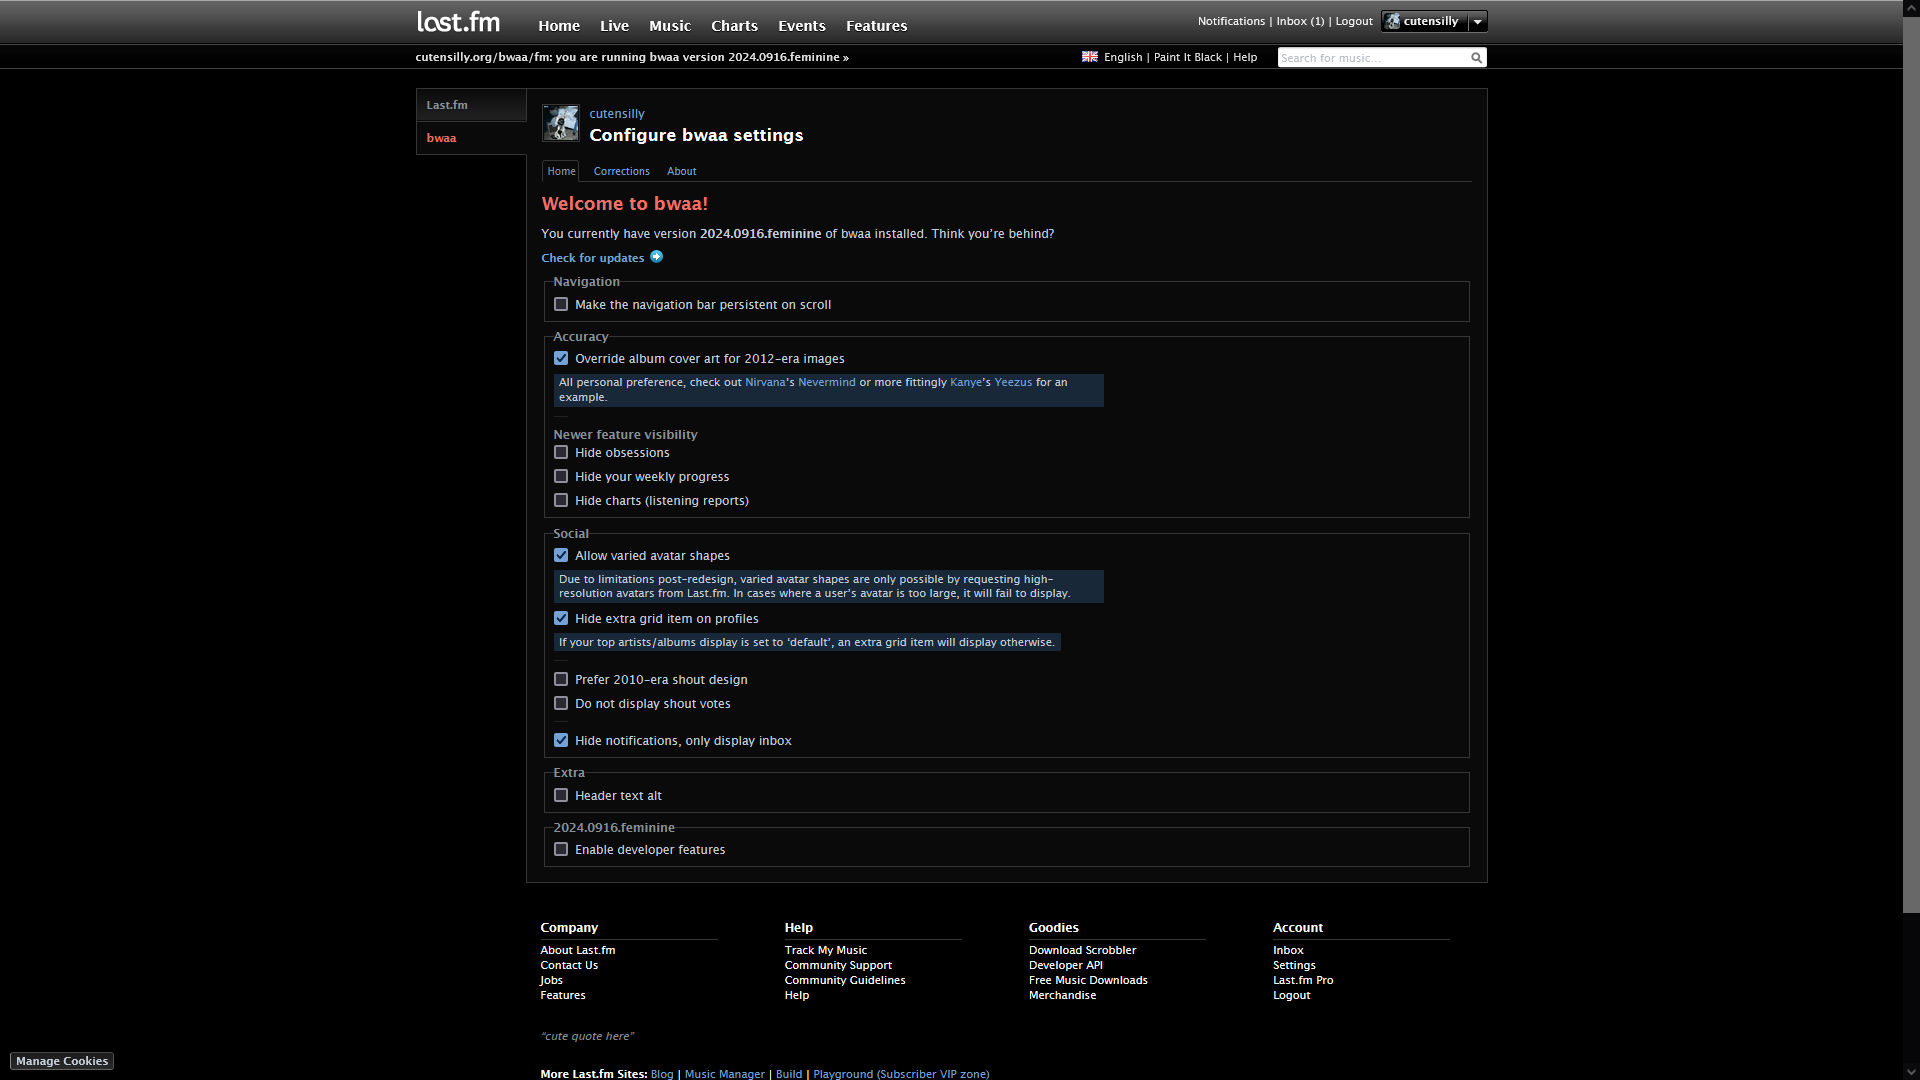 last.fm
Home Live Music Charts Events Features
Notifications | Inbox (1) | Logout cutensilly
cutensilly.org/bwaa/fm: you are running bwaa version 2024.0916.feminine »
English | Paint It Black | Help
Search for music...
Last.fm
bwaa
cutensilly
Configure bwaa settings
Home Corrections About
Welcome to bwaa!
You currently have version 2024.0916.feminine of bwaa installed. Think you’re behind?
Check for updates
Navigation
Make the navigation bar persistent on scroll
Accuracy
Override album cover art for 2012-era images
All personal preference, check out Nirvana's Nevermind or more fittingly Kanye's Yeezus for an
example.
Newer feature visibility
Hide obsessions
Hide your weekly progress
Hide charts (listening reports)
Social
Allow varied avatar shapes
Due to limitations post-redesign, varied avatar shapes are only possible by requesting high-
resolution avatars from Last.fm. In cases where a user's avatar is too large, it will fail to display.
Hide extra grid item on profiles
If your top artists/albums display is set to 'default', an extra grid item will display otherwise.
Prefer 2010-era shout design
Do not display shout votes
Hide notifications, only display inbox
Extra
Header text alt
2024.0916.feminine
Enable developer features
Company
About Last.fm
Contact Us
Jobs
Features
Help
Track My Music
Community Support
Community Guidelines
Help
Goodies
Download Scrobbler
Developer API
Free Music Downloads
Merchandise
Account
Inbox
Settings
Last.fm Pro
Logout
“cute quote here”
Manage Cookies
More Last.fm Sites: Blog | Music Manager | Build | Playground (Subscriber VIP zone)